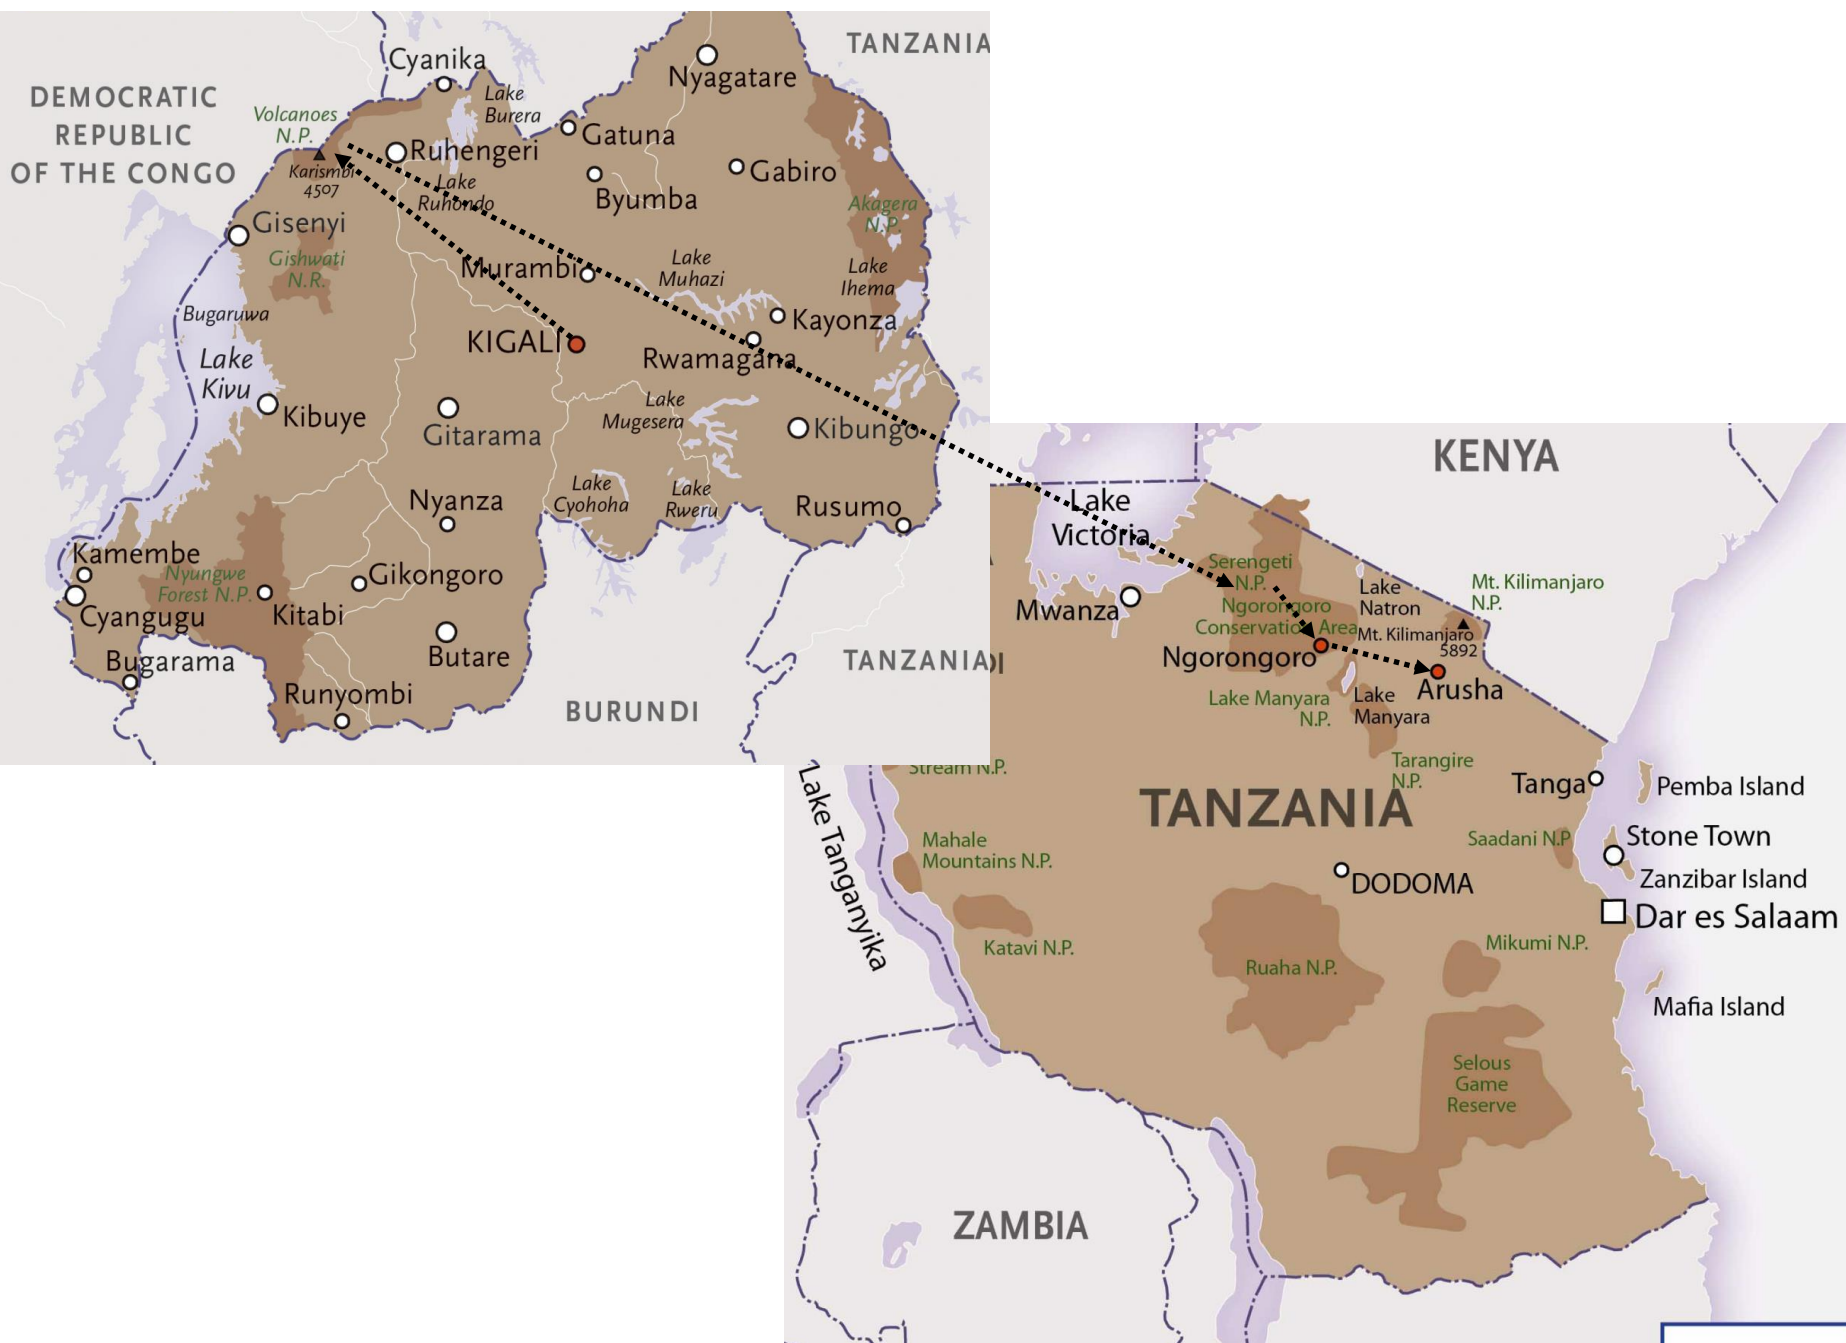 TANZANIA
Cyanika
Nyagatare
DEMOCRATIC
REPUBLIC
OF THE CONGO
Volcanoes
N.P.
Lake
Burera
Gatuna
Ruhengeri
Karisimbi
4507
Lake
Ruhondo
Byumba
Gabiro
Akagera
N.P.
Gisenyi
Gishwati
N.R.
Murambi
Lake
Muhazi
Lake
Ihema
Bugaruwa
Kayonza
KIGALI
Rwamagana
Lake
Kivu
Kibuye
Gitarama
Lake
Mugesera
Kibungo
Nyanza
Lake
Cyohoha
Lake
Rweru
Rusumo
Kamembe
Nyungwe
Forest N.P.
Gikongoro
Kitabi
Cyangugu
Butare
Bugarama
Runyombi
BURUNDI
TANZANIA
KENYA
Lake
Victoria
Serengeti
N.P.
Mwanza
Ngorongoro
Conservation Area
Lake
Natron
Mt. Kilimanjaro
N.P.
Mt. Kilimanjaro
5892
Ngorongoro
Arusha
Lake Manyara
N.P.
Lake
Manyara
Tarangire
N.P.
Stream N.P.
Lake Tanganyika
TANZANIA
Tanga
Pemba Island
Mahale
Mountains N.P.
Saadani N.P.
Stone Town
DODOMA
Zanzibar Island
Dar es Salaam
Katavi N.P.
Ruaha N.P.
Mikumi N.P.
Mafia Island
Selous
Game
Reserve
ZAMBIA